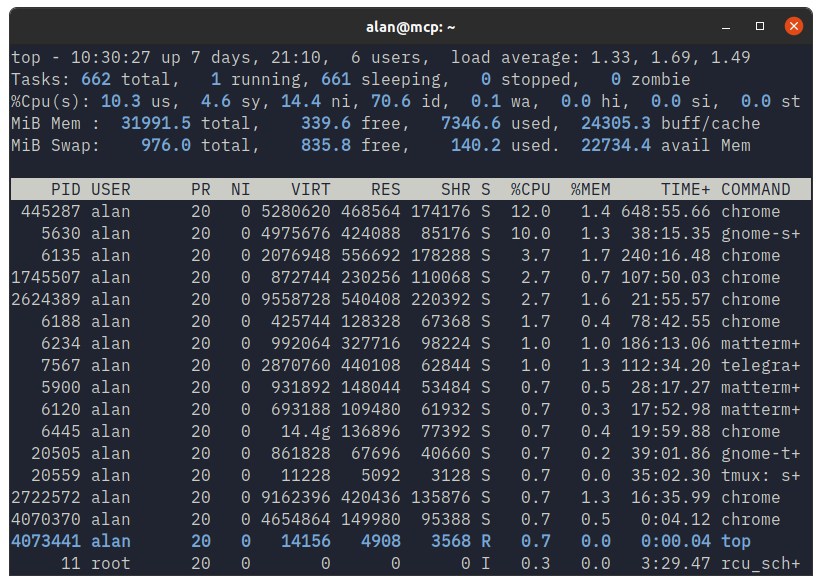 alan@mcp: ~
top - 10:30:27 up 7 days, 21:10,  6 users,  load average: 1.33, 1.69, 1.49
Tasks: 662 total,   1 running, 661 sleeping,   0 stopped,   0 zombie
%Cpu(s): 10.3 us,  4.6 sy, 14.4 ni, 70.6 id,  0.1 wa,  0.0 hi,  0.0 si,  0.0 st
MiB Mem :  31991.5 total,    339.6 free,   7346.6 used,  24305.3 buff/cache
MiB Swap:    976.0 total,    835.8 free,    140.2 used.  22734.4 avail Mem
    PID USER      PR  NI    VIRT    RES    SHR S  %CPU  %MEM     TIME+ COMMAND
 445287 alan      20   0 5280620 468564 174176 S  12.0   1.4 648:55.66 chrome
   5630 alan      20   0 4975676 424088  85176 S  10.0   1.3  38:15.35 gnome-s+
   6135 alan      20   0 2076948 556692 178288 S   3.7   1.7 240:16.48 chrome
1745507 alan      20   0  872744 230256 110068 S   2.7   0.7 107:50.03 chrome
2624389 alan      20   0 9558728 540408 220392 S   2.7   1.6  21:55.57 chrome
   6188 alan      20   0  425744 128328  67368 S   1.7   0.4  78:42.55 chrome
   6234 alan      20   0  992064 327716  98224 S   1.0   1.0 186:13.06 matterm+
   7567 alan      20   0 2870760 440108  62844 S   1.0   1.3 112:34.20 telegra+
   5900 alan      20   0  931892 148044  53484 S   0.7   0.5  28:17.27 matterm+
   6120 alan      20   0  693188 109480  61932 S   0.7   0.3  17:52.98 matterm+
   6445 alan      20   0   14.4g 136896  77392 S   0.7   0.4  19:59.88 chrome
  20505 alan      20   0  861828  67696  40660 S   0.7   0.2  39:01.86 gnome-t+
  20559 alan      20   0   11228   5092   3128 S   0.7   0.0  35:02.30 tmux: s+
2722572 alan      20   0 9162396 420436 135876 S   0.7   1.3  16:35.99 chrome
4070370 alan      20   0 4654864 149980  95388 S   0.7   0.5   0:04.12 chrome
4073441 alan      20   0   14156   4908   3568 R   0.7   0.0   0:00.04 top
     11 root      20   0       0      0      0 I   0.3   0.0   3:29.47 rcu_sch+